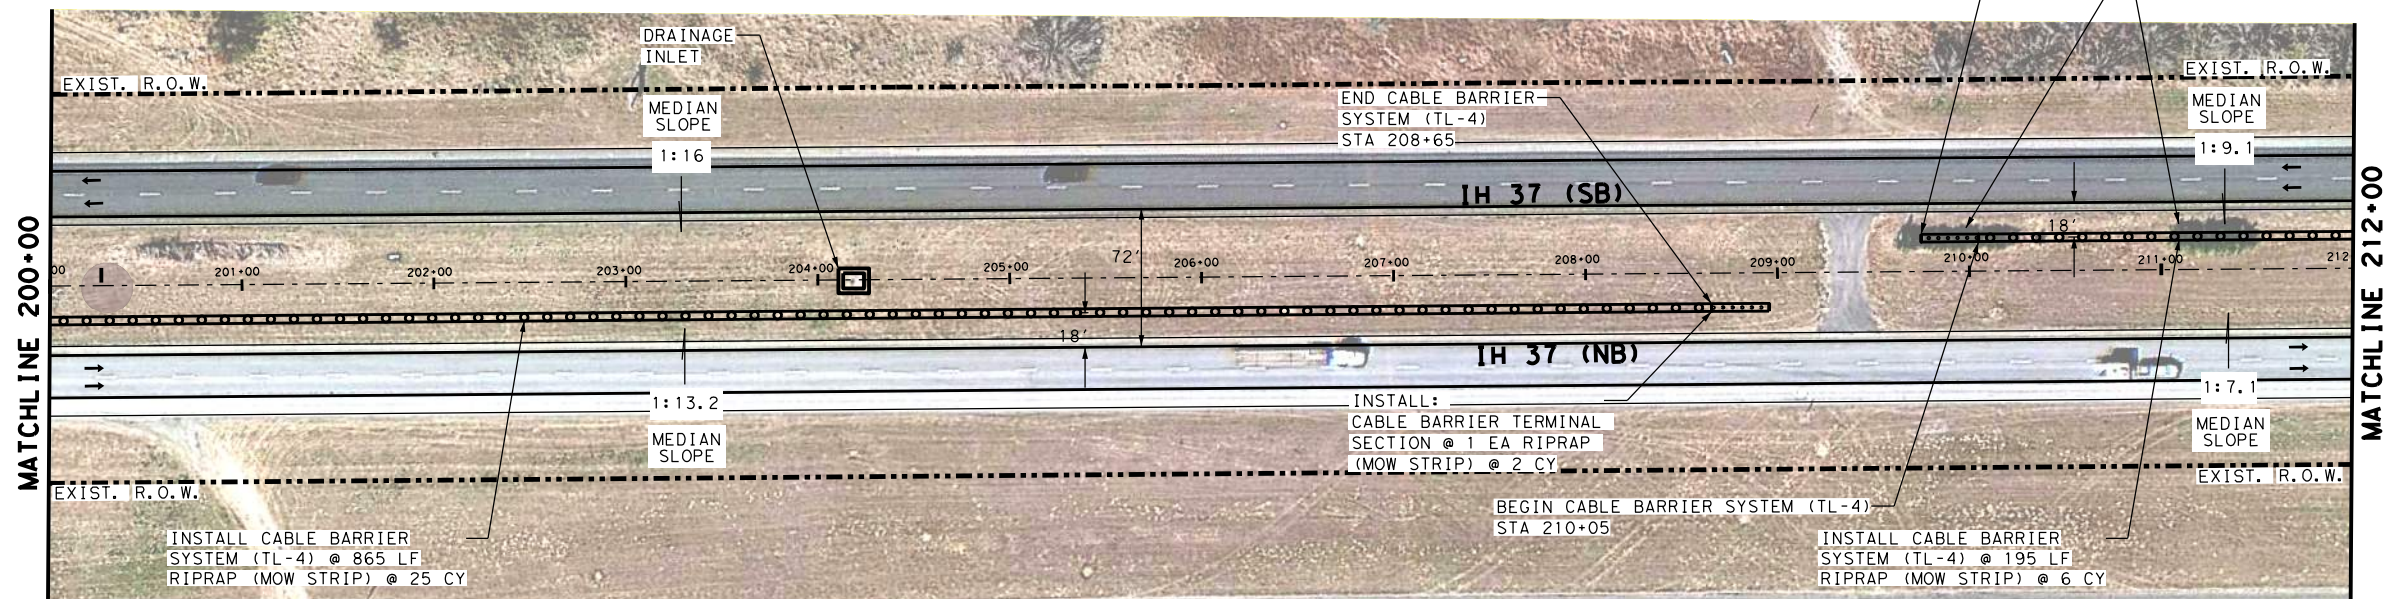 DRAINAGE
INLET
EXIST. R.O.W.
MEDIAN
SLOPE
1:16
END CABLE BARRIER
SYSTEM (TL-4)
STA 208+65
EXIST. R.O.W.
MEDIAN
SLOPE
1:9.1
IH 37 (SB)
MATCHLINE 200+00
00
201+00
202+00
203+00
204+00
205+00
206+00
207+00
208+00
209+00
210+00
211+00
212
72'
18'
18'
MATCHLINE 212+00
IH 37 (NB)
1:13.2
MEDIAN
SLOPE
INSTALL:
CABLE BARRIER TERMINAL
SECTION @ 1 EA RIPRAP
(MOW STRIP) @ 2 CY
1:7.1
MEDIAN
SLOPE
EXIST. R.O.W.
EXIST. R.O.W.
BEGIN CABLE BARRIER SYSTEM (TL-4)
STA 210+05
INSTALL CABLE BARRIER
SYSTEM (TL-4) @ 865 LF
RIPRAP (MOW STRIP) @ 25 CY
INSTALL CABLE BARRIER
SYSTEM (TL-4) @ 195 LF
RIPRAP (MOW STRIP) @ 6 CY